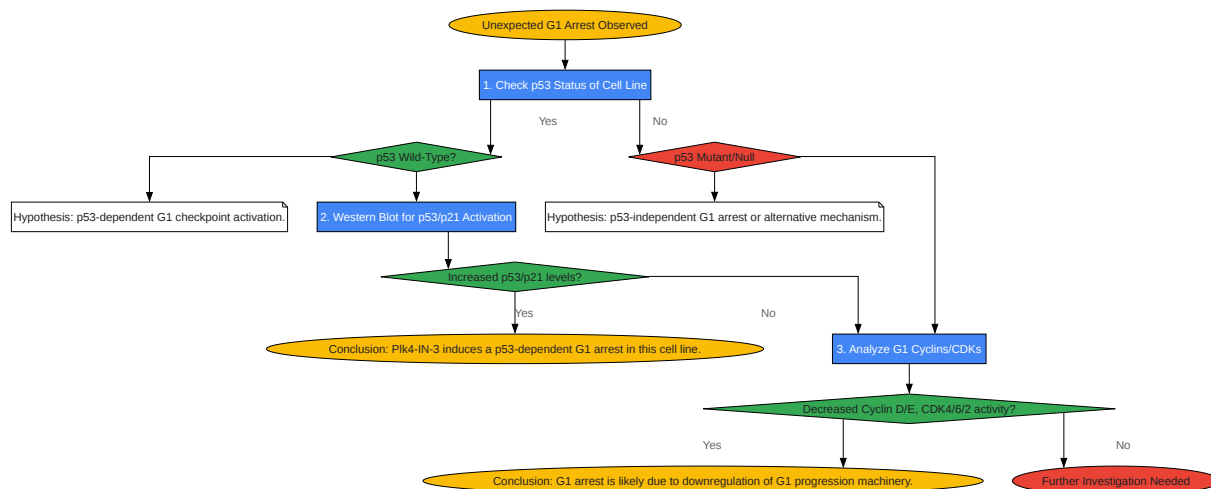 Unexpected G1 Arrest Observed
1. Check p53 Status of Cell Line
Yes
No
p53 Wild-Type?
p53 Mutant/Null
Hypothesis: p53-dependent G1 checkpoint activation.
2. Western Blot for p53/p21 Activation
Hypothesis: p53-independent G1 arrest or alternative mechanism.
Increased p53/p21 levels?
Yes
No
Conclusion: Plk4-IN-3 induces a p53-dependent G1 arrest in this cell line.
3. Analyze G1 Cyclins/CDKs
Decreased Cyclin D/E, CDK4/6/2 activity?
Yes
No
Conclusion: G1 arrest is likely due to downregulation of G1 progression machinery.
Further Investigation Needed